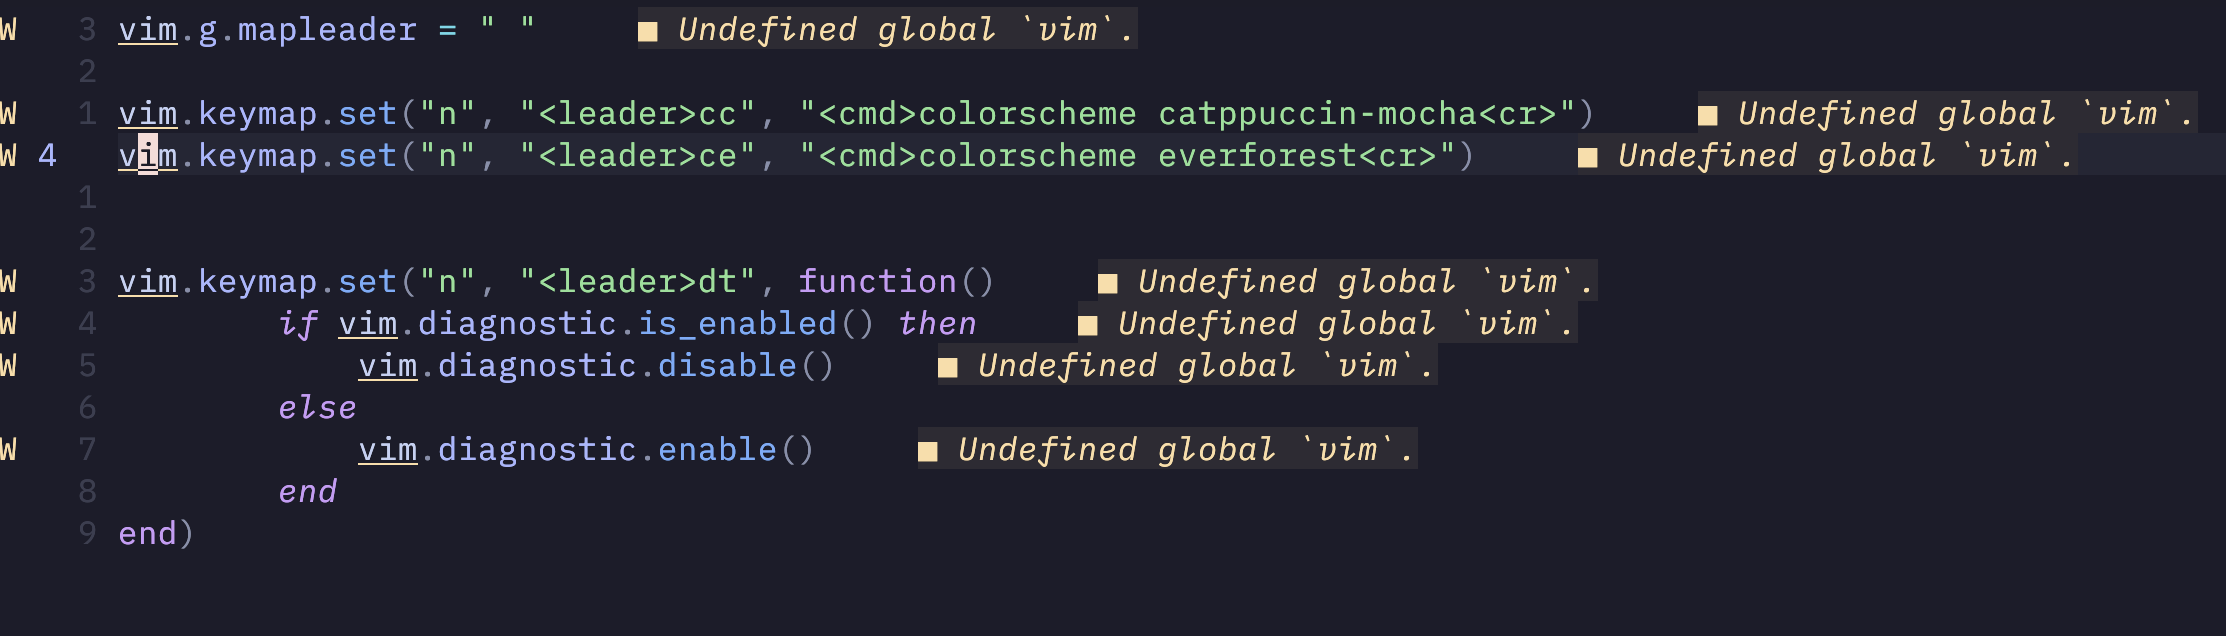 W 3 vim.g.mapleader = " " ■ Undefined global `vim`.
2
W 1 vim.keymap.set("n", "<leader>cc", "<cmd>colorscheme catppuccin-mocha<cr>") ■ Undefined global `vim`.
W 4 vim.keymap.set("n", "<leader>ce", "<cmd>colorscheme everforest<cr>") ■ Undefined global `vim`.
1
2
W 3 vim.keymap.set("n", "<leader>dt", function() ■ Undefined global `vim`.
W 4 if vim.diagnostic.is_enabled() then ■ Undefined global `vim`.
W 5 vim.diagnostic.disable() ■ Undefined global `vim`.
6 else
W 7 vim.diagnostic.enable() ■ Undefined global `vim`.
8 end
9 end)